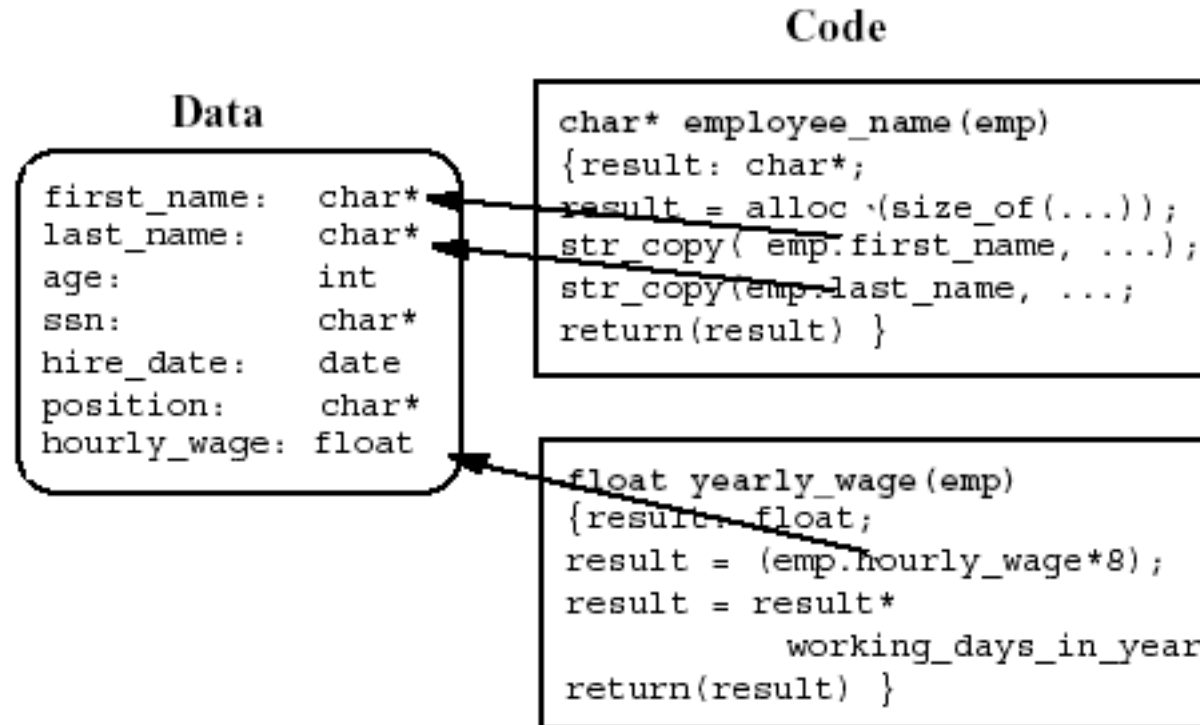 Code
Data
char* employee_name(emp)
{result: char*;
result = alloc (size_of(...));
str_copy( emp.first_name, ...);
str_copy(emp.last_name, ...;
return(result) }
first_name: char*
last_name: char*
age: int
ssn: char*
hire_date: date
position: char*
hourly_wage: float
float yearly_wage(emp)
{result: float;
result = (emp.hourly_wage*8);
result = result*
working_days_in_year
return(result) }